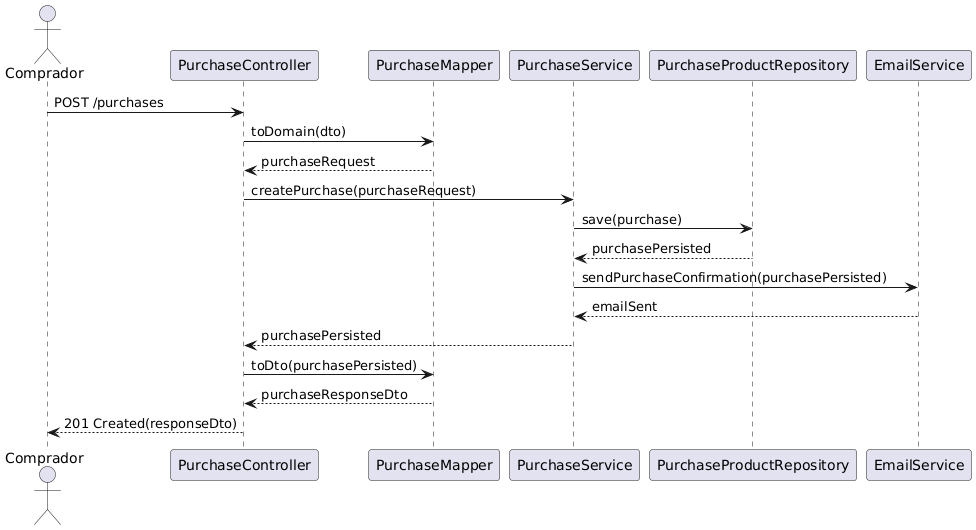 Comprador
PurchaseController
PurchaseMapper
PurchaseService
PurchaseProductRepository
EmailService
POST /purchases
toDomain(dto)
purchaseRequest
createPurchase(purchaseRequest)
save(purchase)
purchasePersisted
sendPurchaseConfirmation(purchasePersisted)
emailSent
purchasePersisted
toDto(purchasePersisted)
purchaseResponseDto
201 Created(responseDto)
Comprador
PurchaseController
PurchaseMapper
PurchaseService
PurchaseProductRepository
EmailService